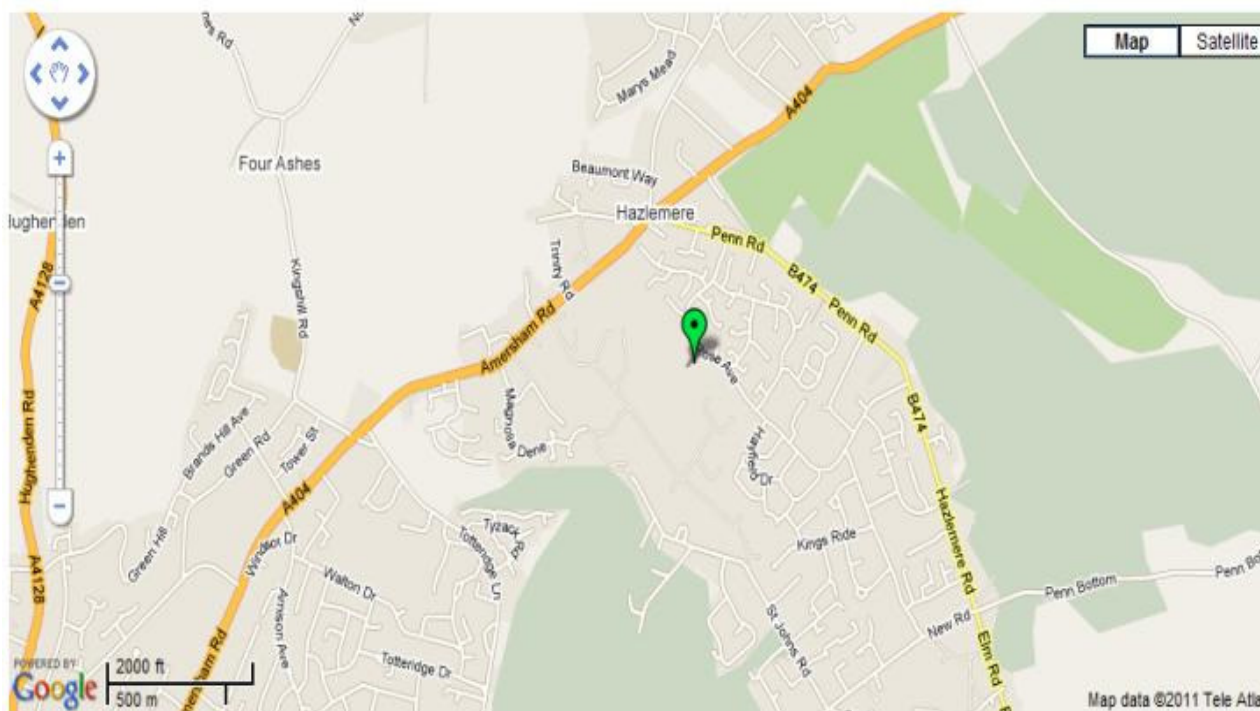 Map
Satellite
Marys Mead
A404
Four Ashes
Beaumont Way
Hazlemere
Penn Rd
Trinity Rd
B474
A4128
Kingshill Rd
Penn Rd
Amersham Rd
Ave
Magnolia
Dene
Brands Hill Ave
Green Rd
Tower St
Hughenden Rd
B474
Hayfield Dr
A404
Hazlemere Rd
Green Hill
Windsor Dr
Tyzack Rd
Totteridge Ln
Kings Ride
A4128
Walton Dr
Arnison Ave
Penn Bottom
New Rd
St Johns Rd
Elm Rd
Totteridge Dr
POWERED BY
Google
2000 ft
500 m
Map data ©2011 Tele